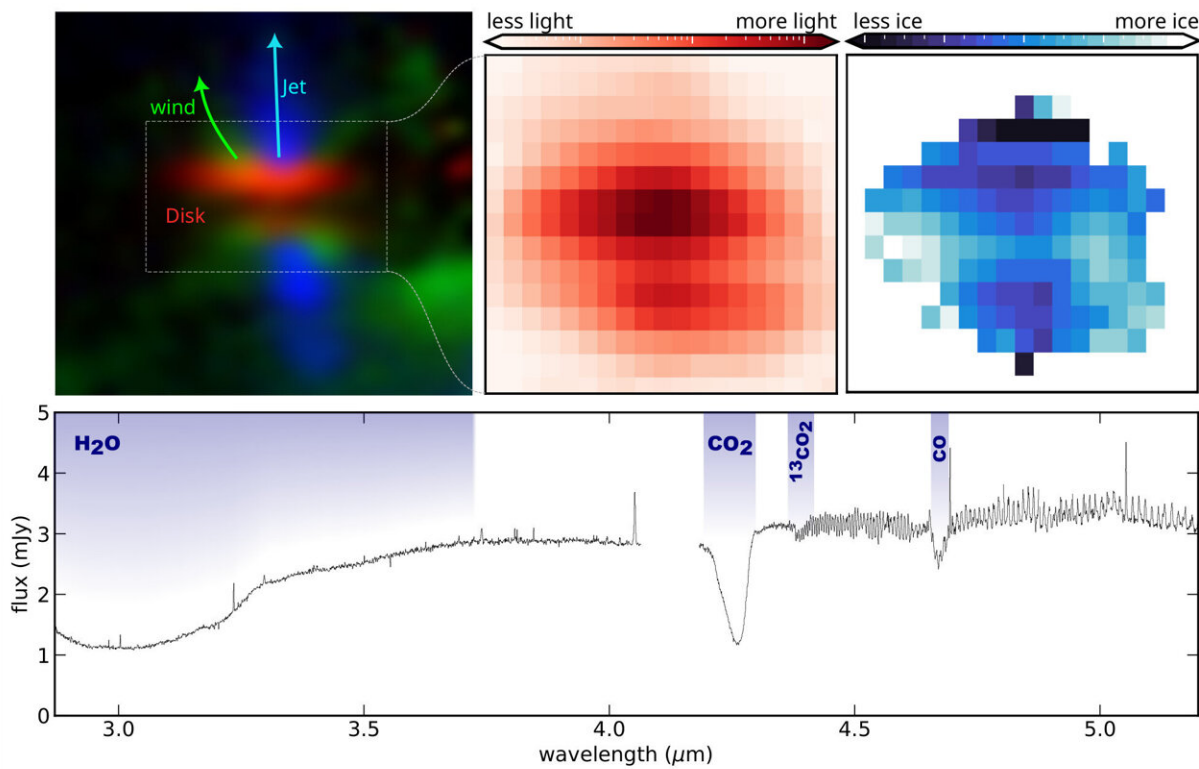 less light
more light
less ice
more ice
wind
Jet
Disk
H₂O
CO₂
¹³CO₂
CO
flux (mJy)
5
4
3
2
1
0
3.0
3.5
4.0
4.5
5.0
wavelength (μm)